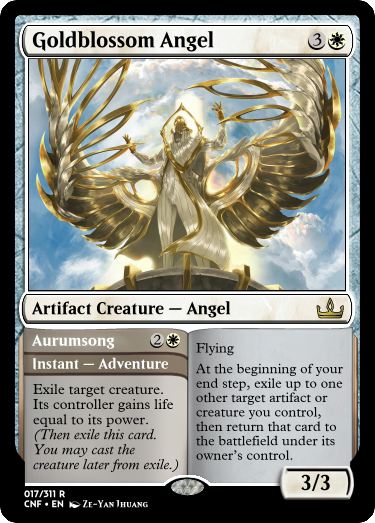 Goldblossom Angel 3
Artifact Creature — Angel
Aurumsong 2
Instant — Adventure
Exile target creature.
Its controller gains life
equal to its power.
(Then exile this card.
You may cast the
creature later from exile.)
Flying
At the beginning of your
end step, exile up to one
other target artifact or
creature you control,
then return that card to
the battlefield under its
owner's control.
3/3
017/311 R
CNF • EN Ze-Yan Jhuang